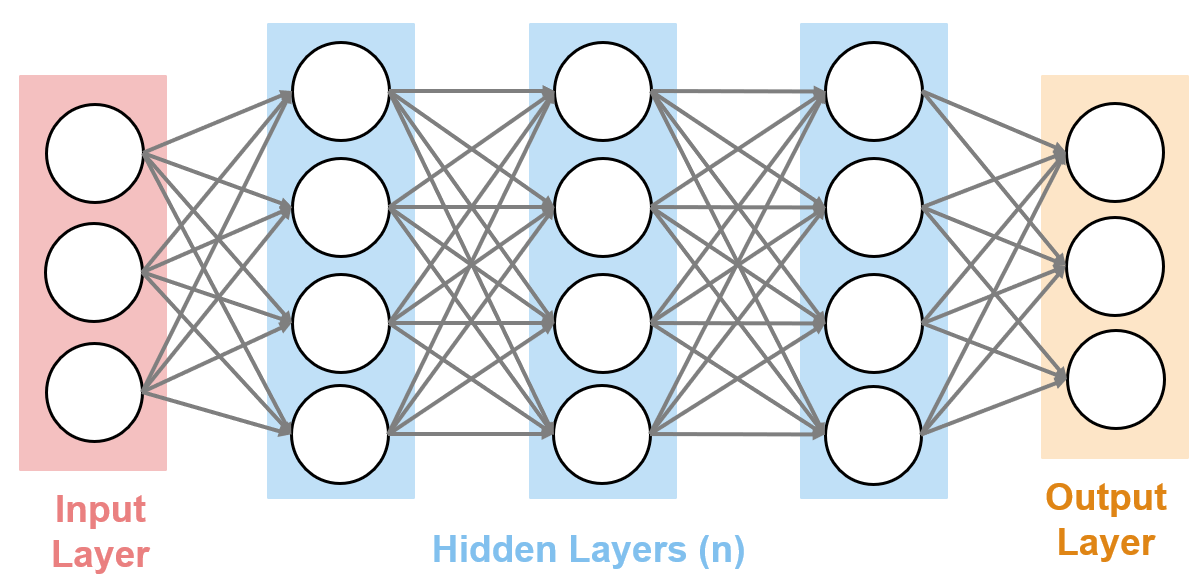 Input
Layer
Hidden Layers (n)
Output
Layer